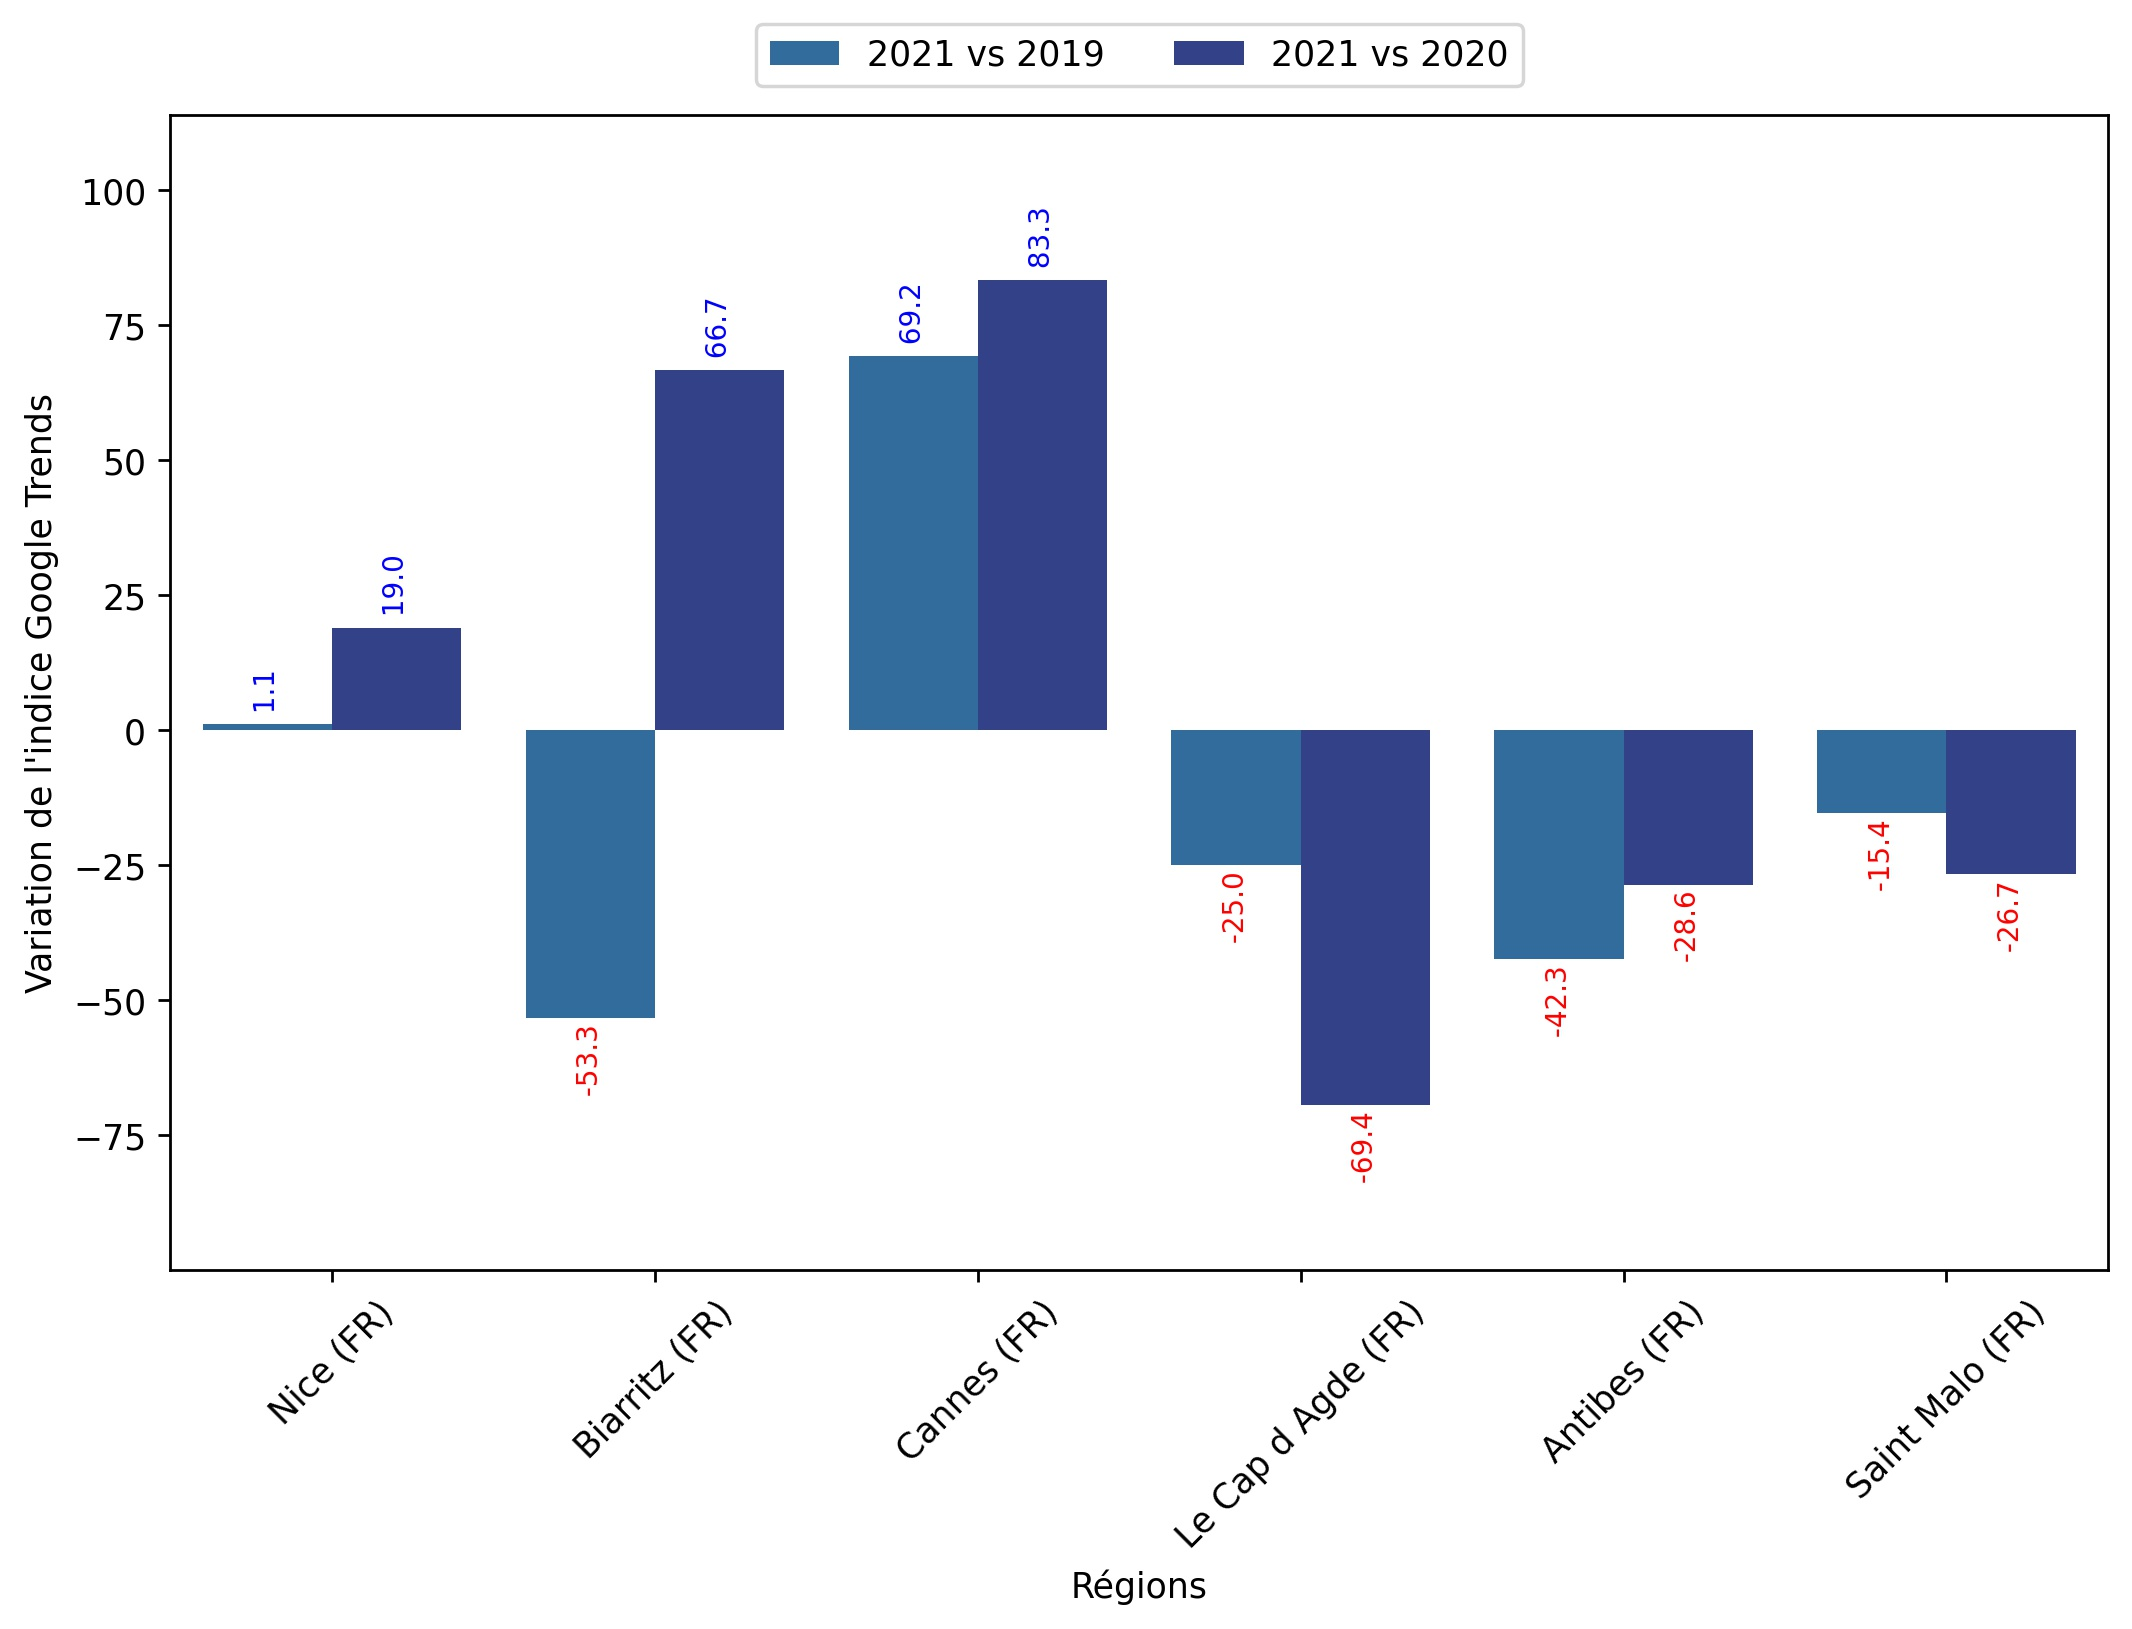 2021 vs 2019
2021 vs 2020
Variation de l'indice Google Trends
100
75
50
25
0
−25
−50
−75
1.1
19.0
-53.3
66.7
69.2
83.3
-25.0
-69.4
-42.3
-28.6
-15.4
-26.7
Nice (FR)
Biarritz (FR)
Cannes (FR)
Le Cap d Agde (FR)
Antibes (FR)
Saint Malo (FR)
Régions